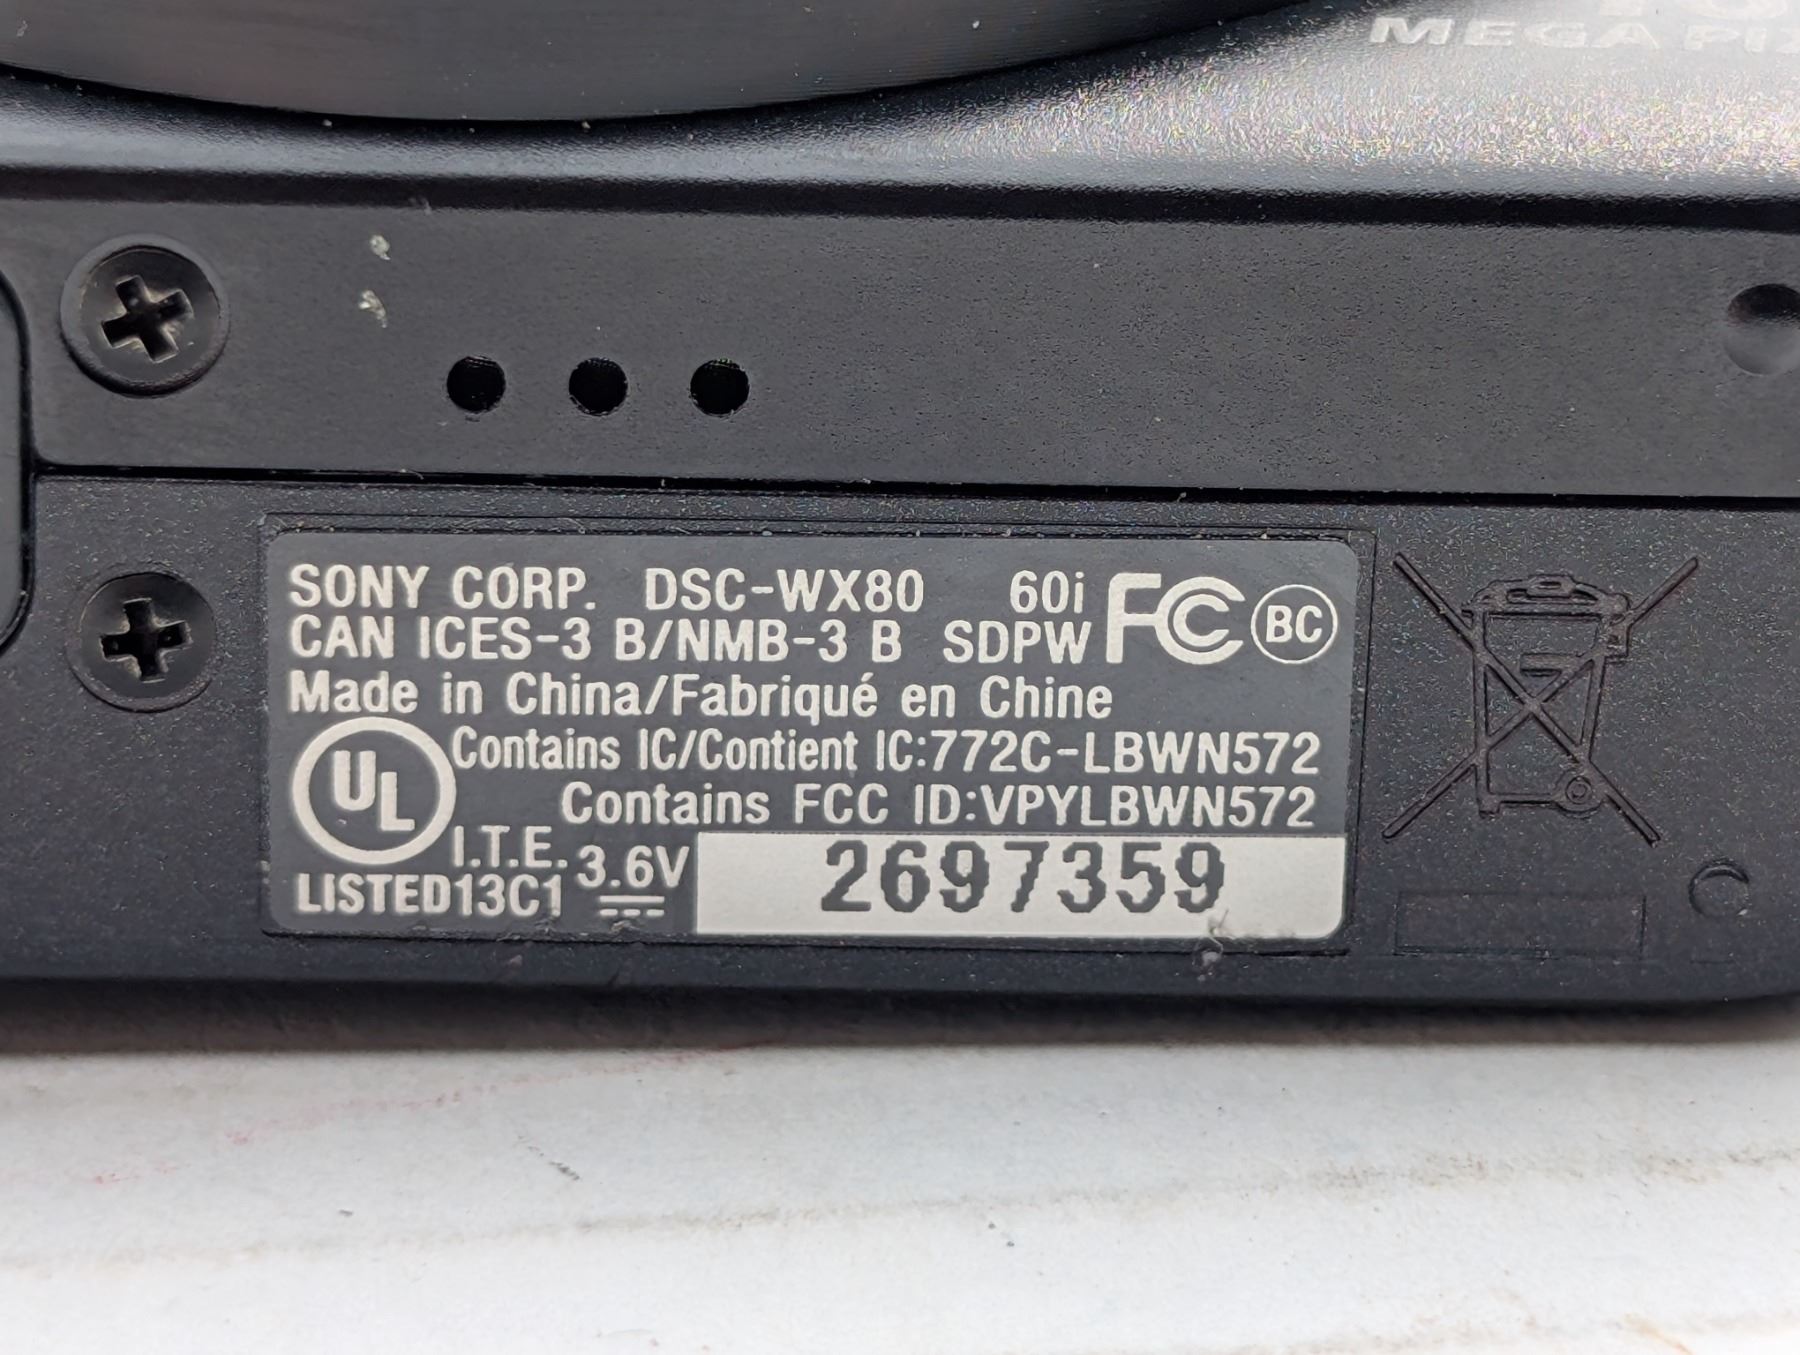 MEGA PI
SONY CORP. DSC-WX80 60i FC BC
CAN ICES-3 B/NMB-3 B SDPW
Made in China/Fabriqué en Chine
UL Contains IC/Contient IC:772C-LBWN572
Contains FCC ID:VPYLBWN572
I.T.E. 3.6V
LISTED13C1
2697359